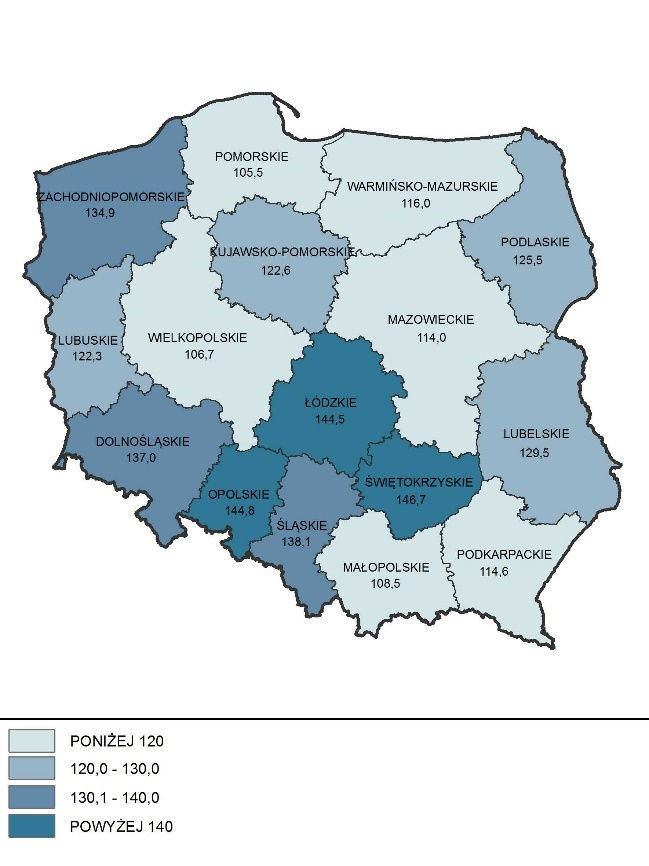 POMORSKIE
105,5
WARMIŃSKO-MAZURSKIE
116,0
ZACHODNIOPOMORSKIE
134,9
PODLASKIE
125,5
KUJAWSKO-POMORSKIE
122,6
MAZOWIECKIE
114,0
WIELKOPOLSKIE
106,7
LUBUSKIE
122,3
ŁÓDZKIE
144,5
LUBELSKIE
129,5
DOLNOŚLĄSKIE
137,0
ŚWIĘTOKRZYSKIE
146,7
OPOLSKIE
144,8
ŚLĄSKIE
138,1
PODKARPACKIE
114,6
MAŁOPOLSKIE
108,5
PONIŻEJ 120
120,0 - 130,0
130,1 - 140,0
POWYŻEJ 140